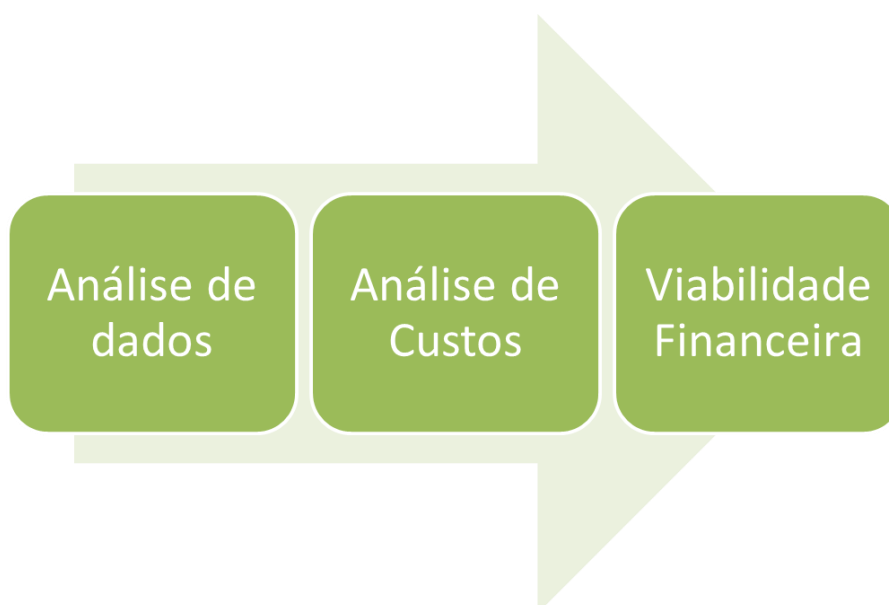 Análise de
dados
Análise de
Custos
Viabilidade
Financeira